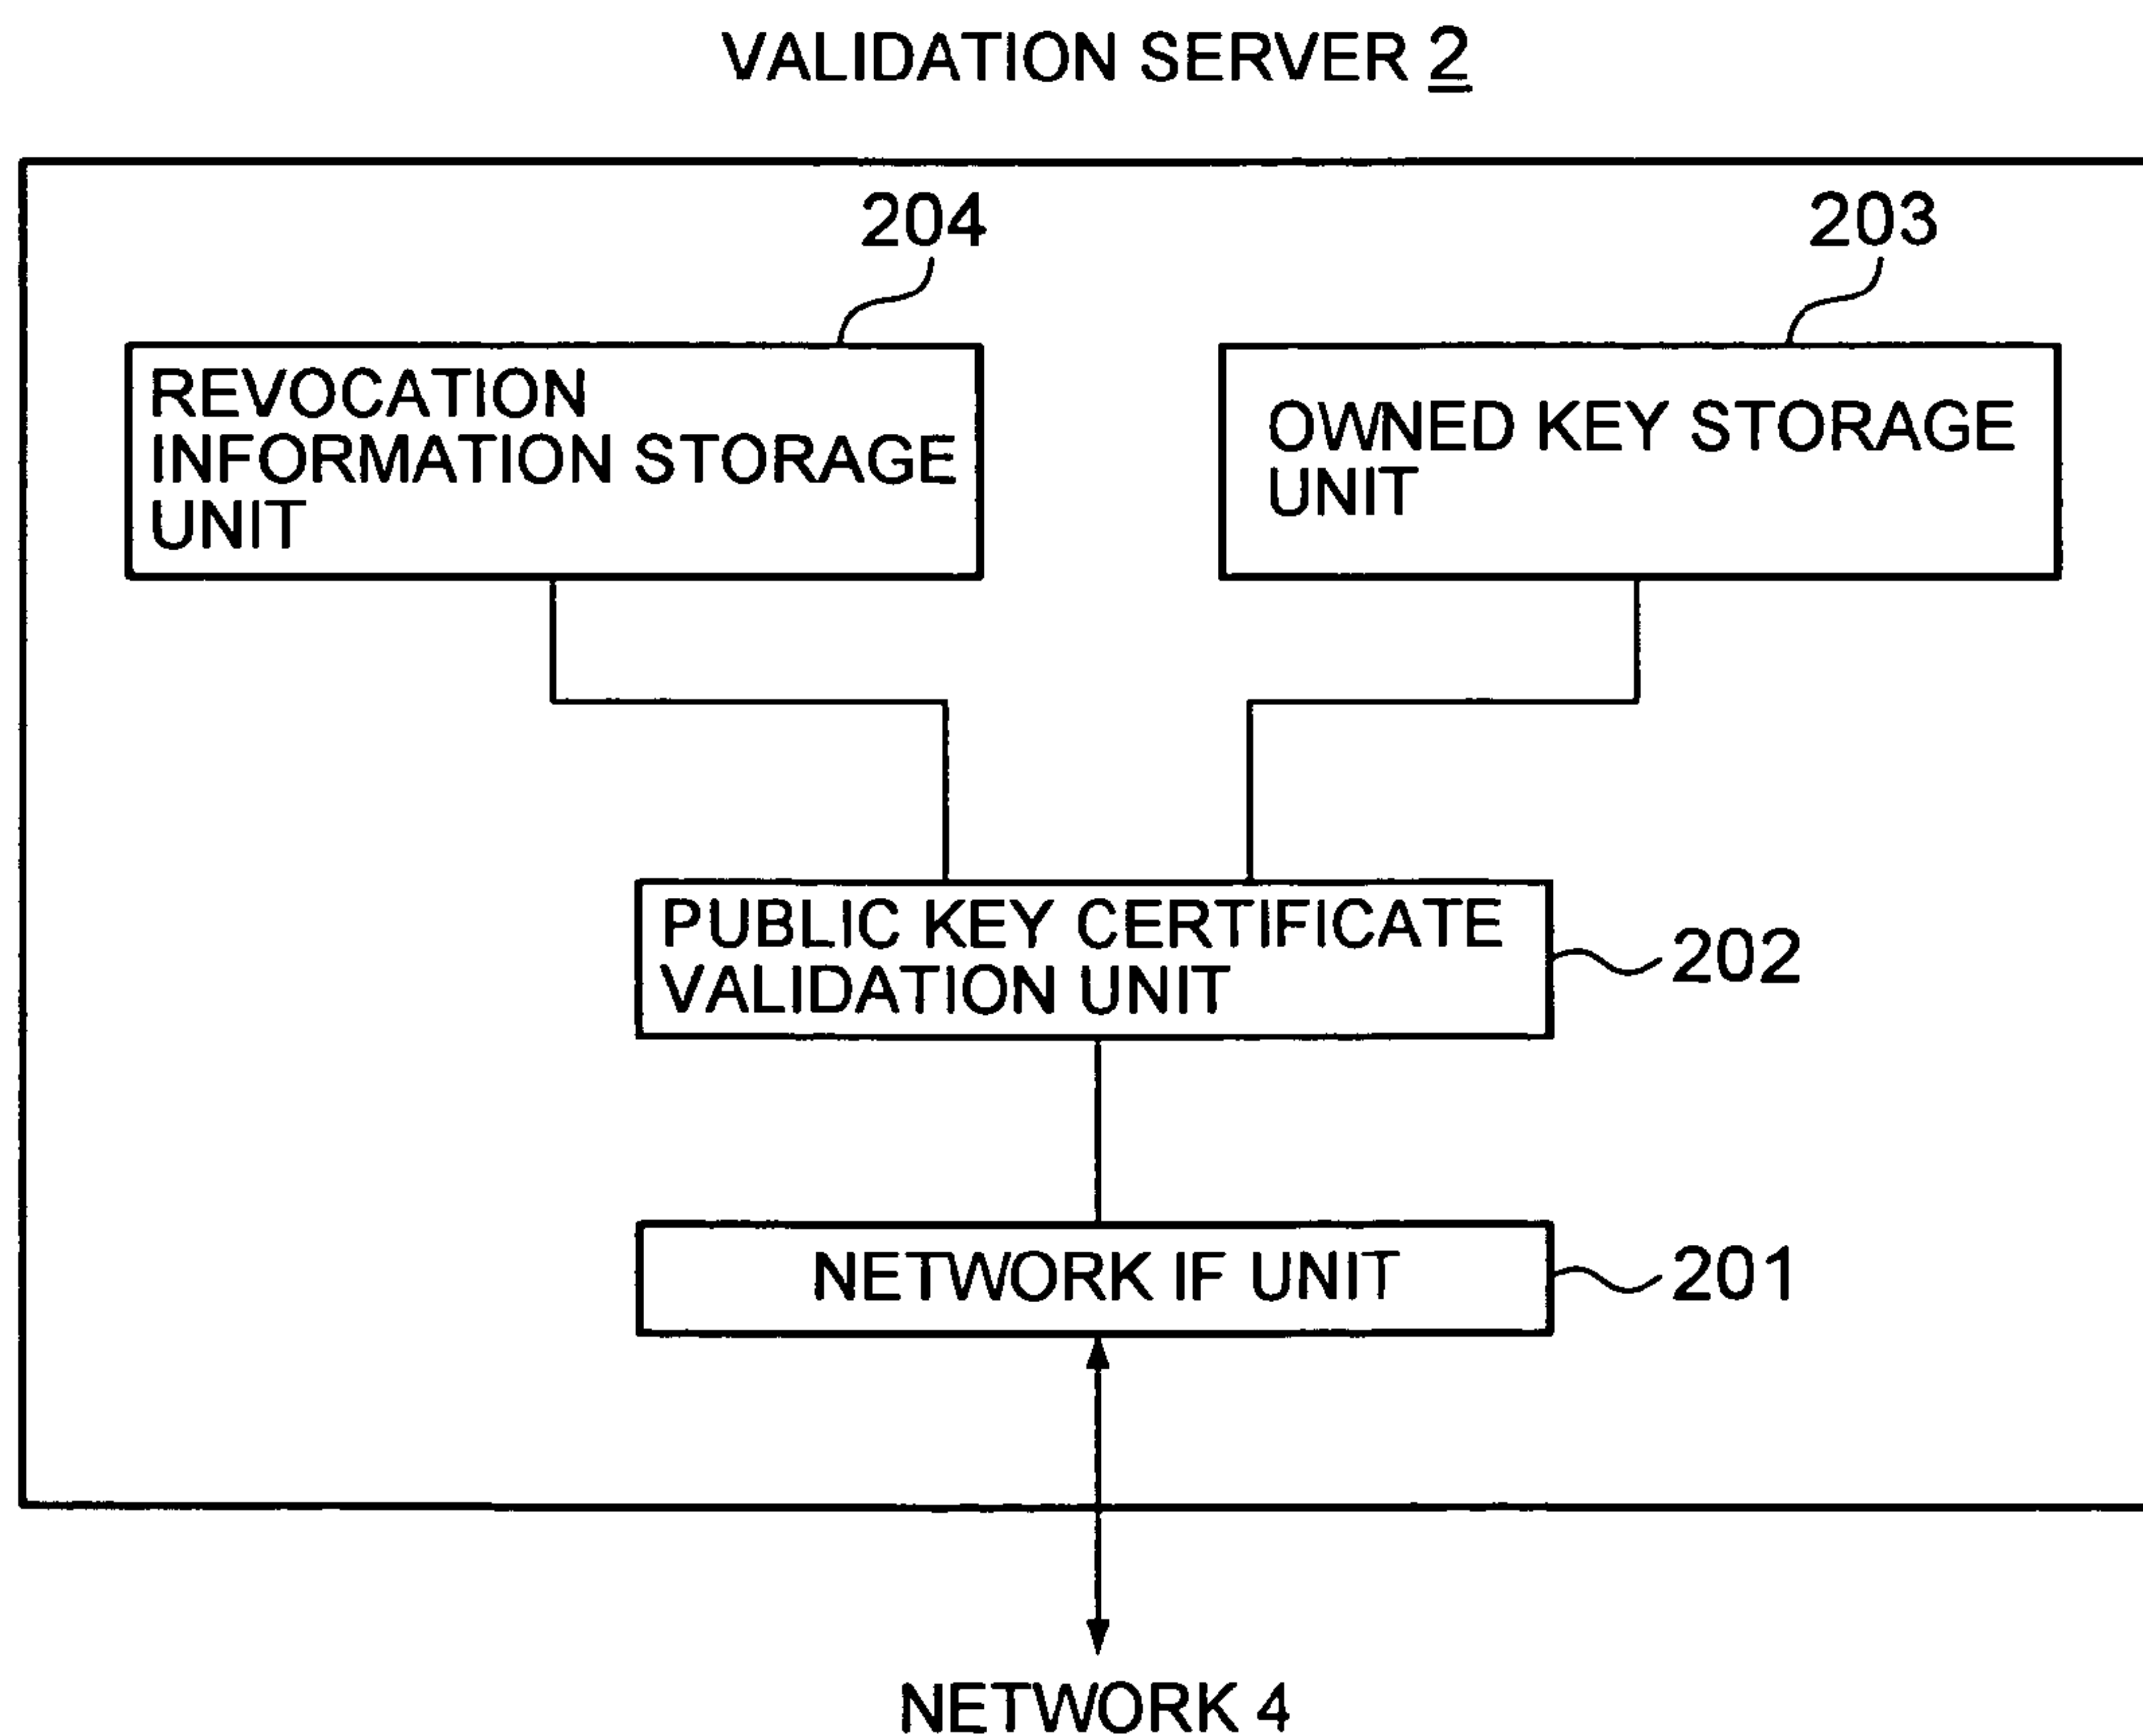 VALIDATION SERVER 2
204
203
REVOCATION
INFORMATION STORAGE
UNIT
OWNED KEY STORAGE
UNIT
PUBLIC KEY CERTIFICATE
VALIDATION UNIT
202
NETWORK IF UNIT
201
NETWORK 4